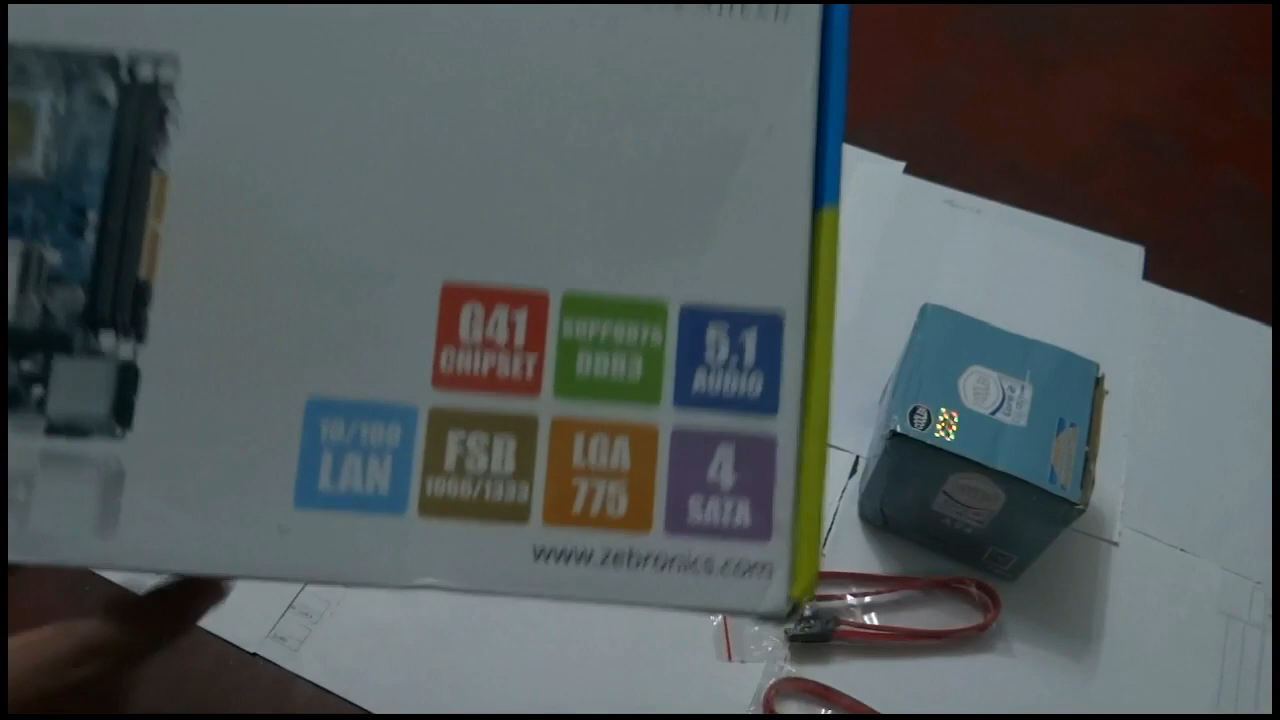 G41
CHIPSET
SUPPORTS
DDR3
5.1
AUDIO
10/100
LAN
FSB
1066/1333
LGA
775
4
SATA
www.zebronics.com